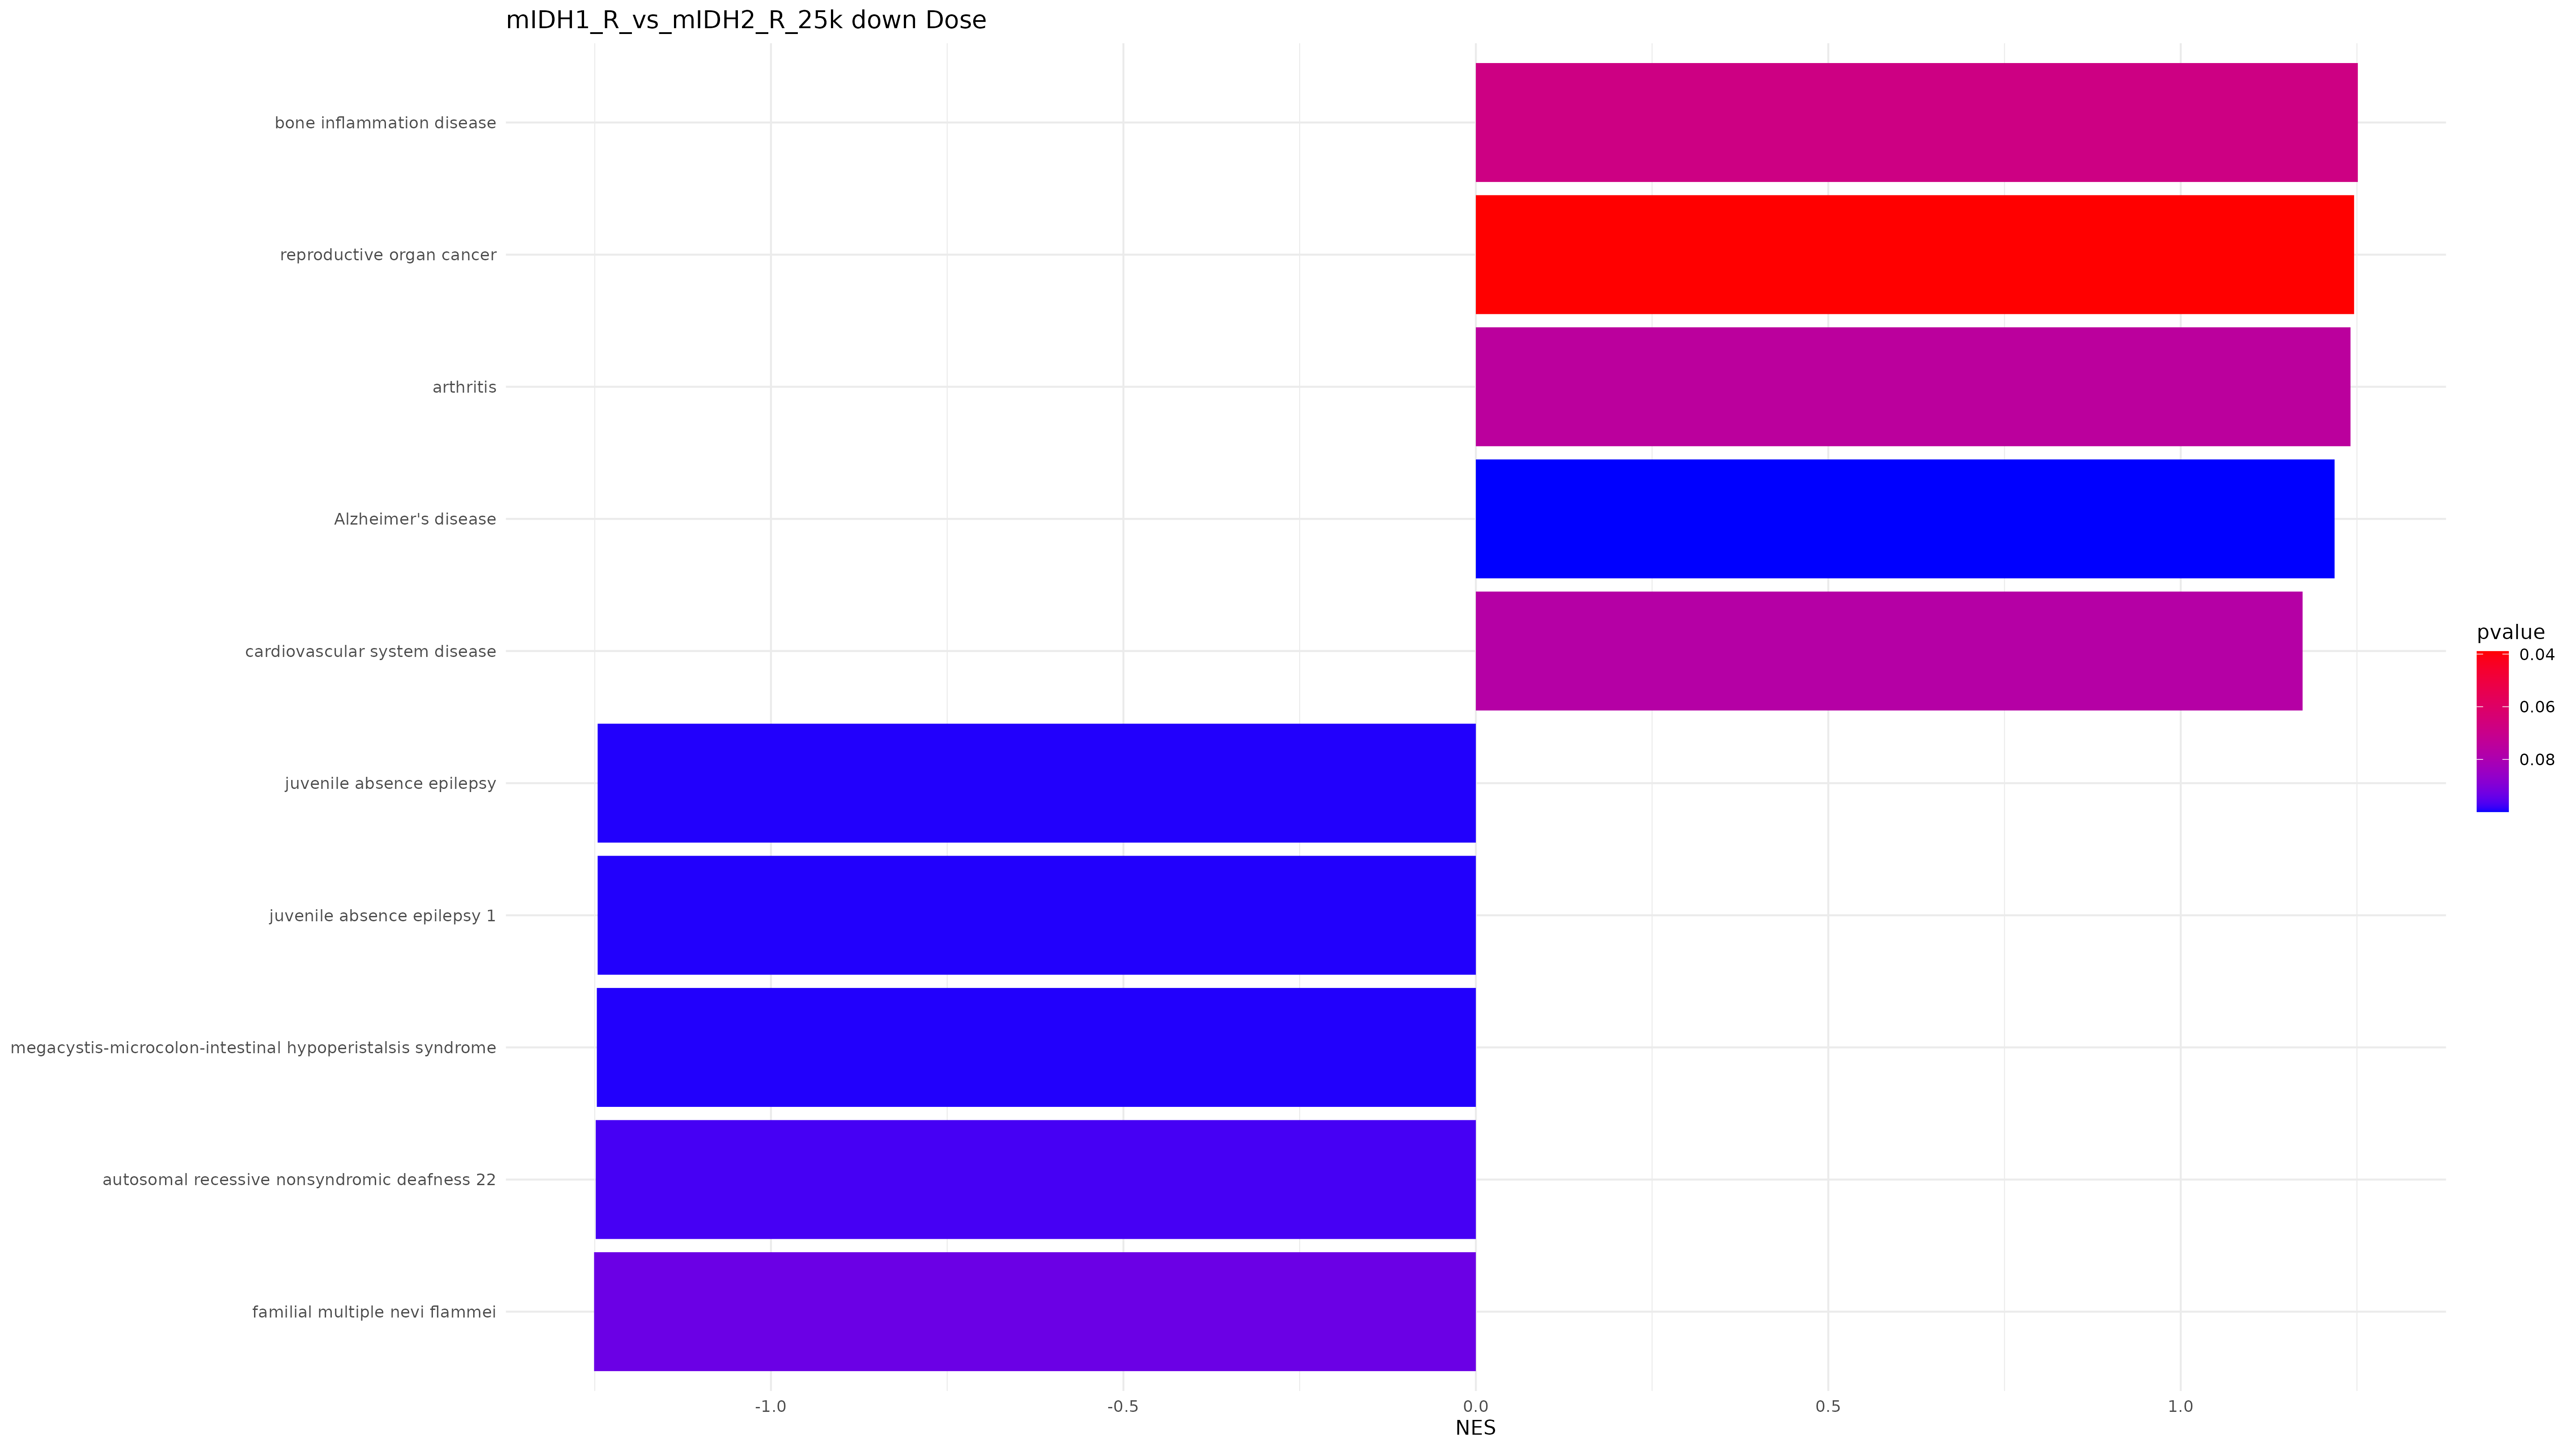 mIDH1_R_vs_mIDH2_R_25k down Dose
bone inflammation disease
reproductive organ cancer
arthritis
Alzheimer's disease
cardiovascular system disease
juvenile absence epilepsy
juvenile absence epilepsy 1
megacystis-microcolon-intestinal hypoperistalsis syndrome
autosomal recessive nonsyndromic deafness 22
familial multiple nevi flammei
-1.0 -0.5 0.0 0.5 1.0
NES
pvalue
0.04
0.06
0.08